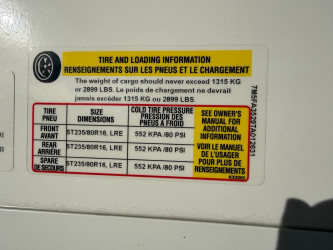 TIRE AND LOADING INFORMATION
RENSEIGNEMENTS SUR LES PNEUS ET LE CHARGEMENT
The weight of cargo should never exceed 1315 KG
or 2899 LBS. Le poids de chargement ne devrait
jamais excéder 1315 KG ou 2899 LBS.
TIRE
PNEU
SIZE
DIMENSIONS
COLD TIRE PRESSURE
PRESSION DES
PNEUS À FROID
SEE OWNER'S
MANUAL FOR
ADDITIONAL
INFORMATION
VOIR LE MANUEL
DE L'USAGER
POUR PLUS DE
RENSEIGNEMENTS
FRONT
AVANT
ST235/80R16, LRE
552 KPA /80 PSI
REAR
ARRIÈRE
ST235/80R16, LRE
552 KPA /80 PSI
SPARE
DE SECOURS
ST235/80R16, LRE
552 KPA /80 PSI